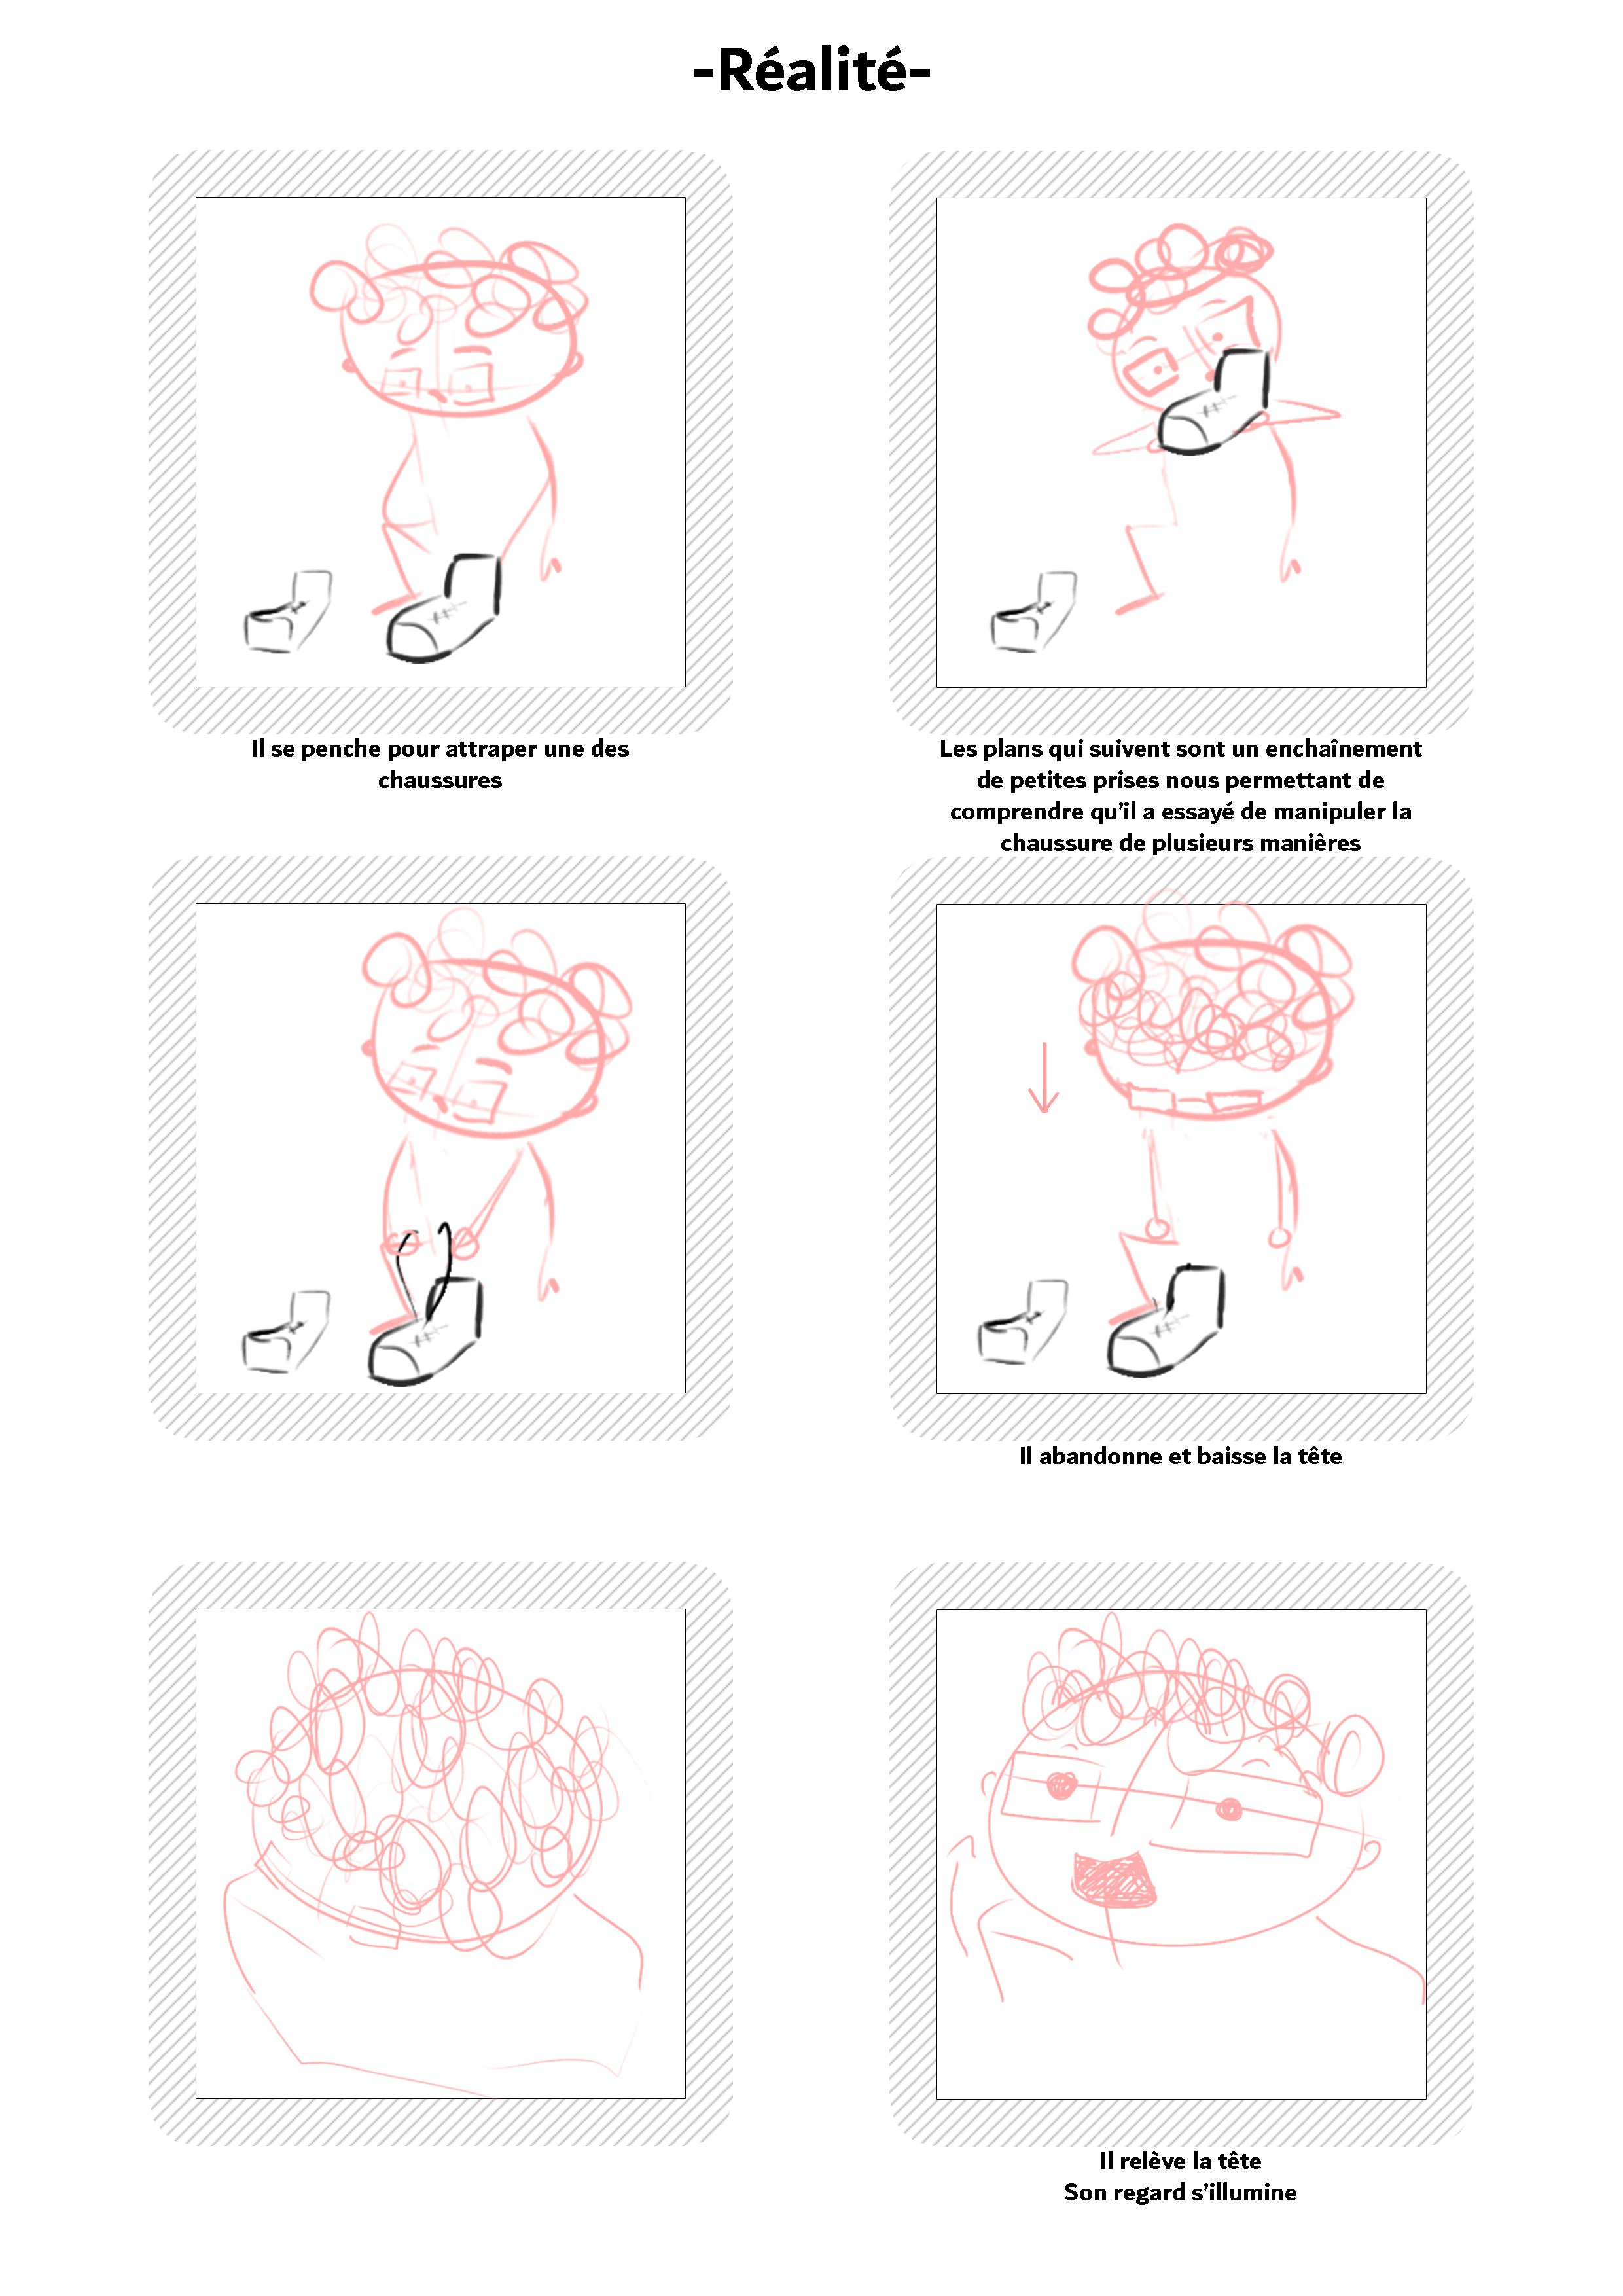 -Réalité-
Il se penche pour attraper une des
chaussures
Les plans qui suivent sont un enchaînement
de petites prises nous permettant de
comprendre qu’il a essayé de manipuler la
chaussure de plusieurs manières
Il abandonne et baisse la tête
Il relève la tête
Son regard s’illumine